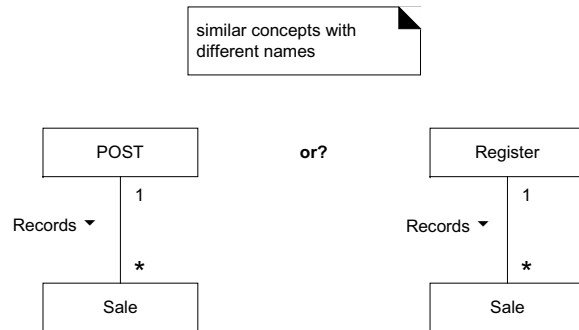 similar concepts with
different names
POST
or?
Register
1
1
Records
Records
*
*
Sale
Sale